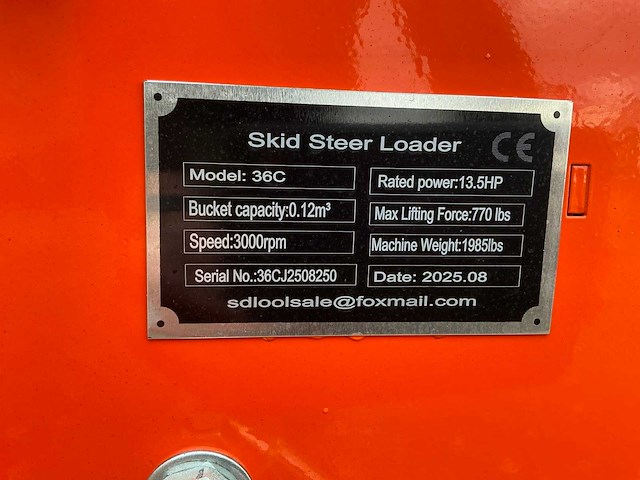 Skid Steer Loader CE
Model: 36C
Rated power:13.5HP
Bucket capacity:0.12m³
Max Lifting Force:770 lbs
Speed:3000rpm
Machine Weight:1985lbs
Serial No.:36CJ2508250
Date: 2025.08
sdloolsale@foxmail.com